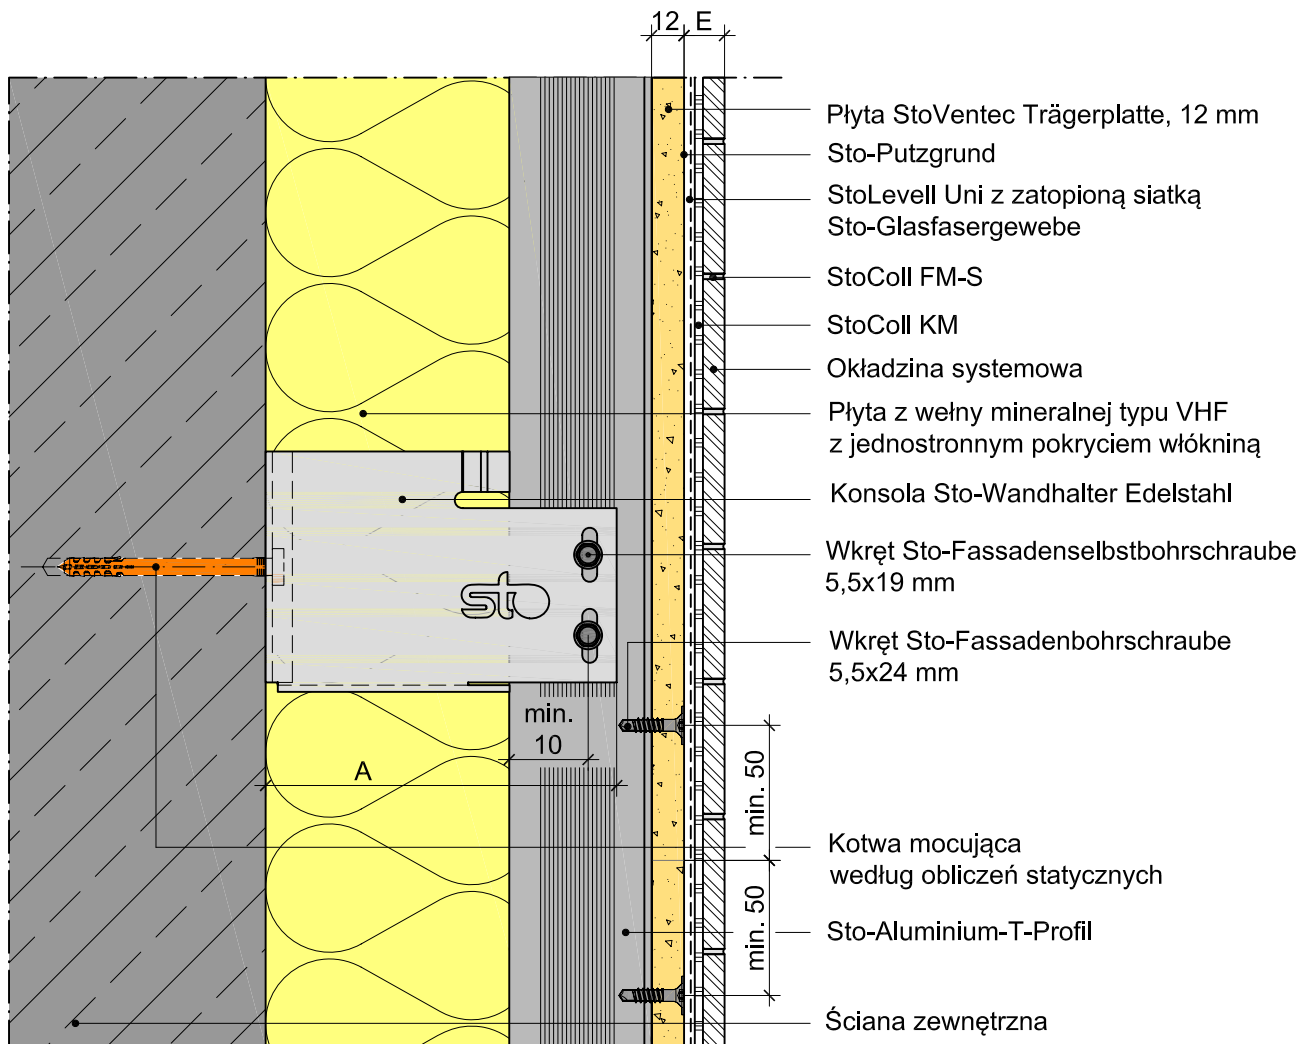 12 E
Płyta StoVentec Trägerplatte, 12 mm
Sto-Putzgrund
StoLevell Uni z zatopioną siatką
Sto-Glasfasergewebe
StoColl FM-S
StoColl KM
Okładzina systemowa
Płyta z wełny mineralnej typu VHF
z jednostronnym pokryciem włókniną
Konsola Sto-Wandhalter Edelstahl
Wkręt Sto-Fassadenselbstbohrschraube
5,5x19 mm
sto
Wkręt Sto-Fassadenbohrschraube
5,5x24 mm
min.
10
A
min. 50
Kotwa mocująca
według obliczeń statycznych
min. 50
Sto-Aluminium-T-Profil
Ściana zewnętrzna